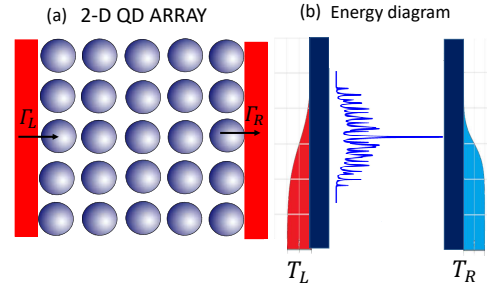 (a) 2-D QD ARRAY
Γ_L
Γ_R
(b) Energy diagram
T_L
T_R